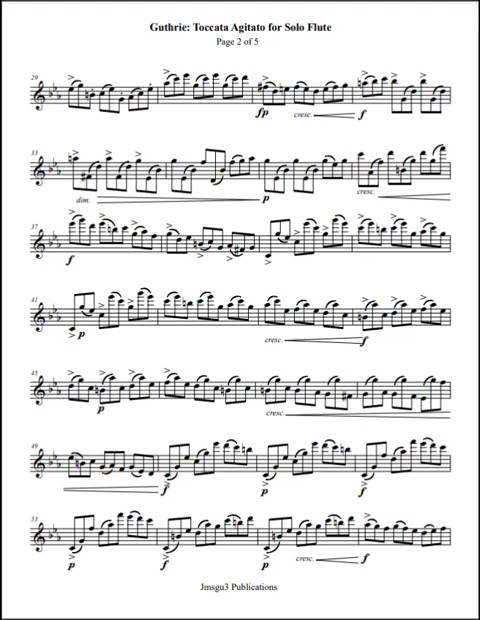 Guthrie: Toccata Agitato for Solo Flute
Page 2 of 5
29
fp cresc. f
33
dim. p cresc.
37
f
41
p cresc. f
45
p cresc.
49
f p f
53
p f p cresc. f
Jmsgu3 Publications